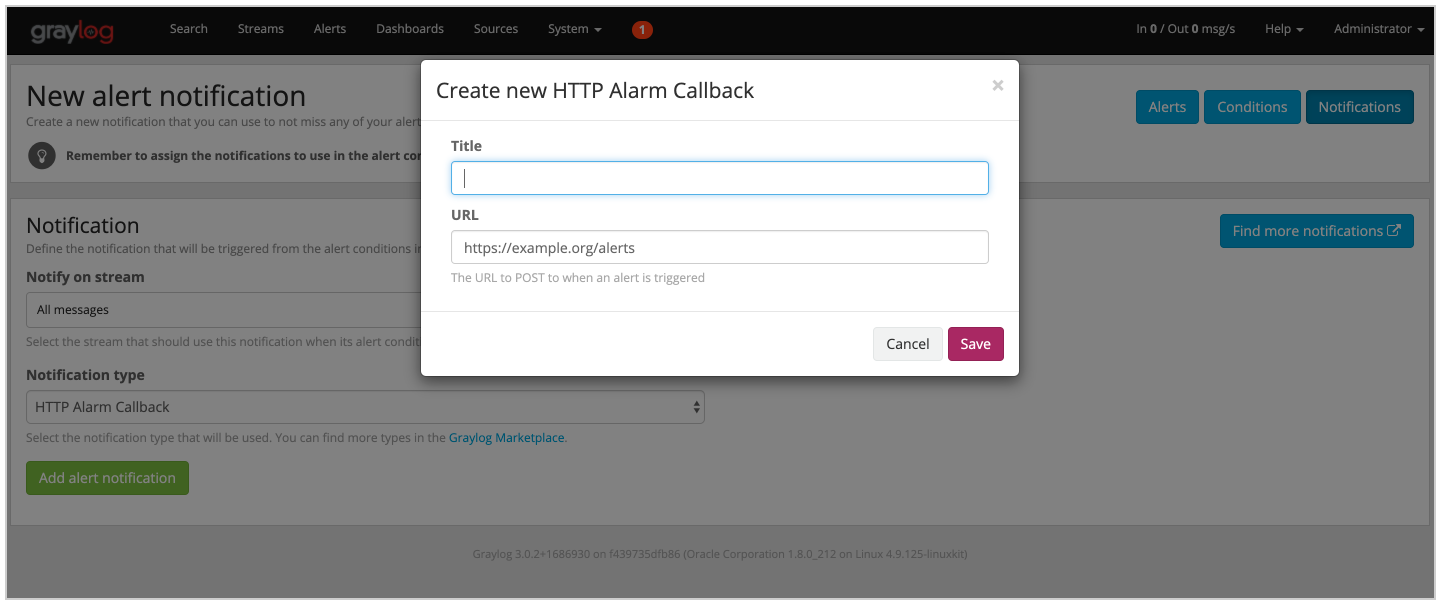 graylog
Search
Streams
Alerts
Dashboards
Sources
System
1
In 0 / Out 0 msg/s
Help
Administrator
New alert notification
Create a new notification that you can use to not miss any of your alert
Remember to assign the notifications to use in the alert con
Alerts
Conditions
Notifications
Create new HTTP Alarm Callback
×
Title
URL
https://example.org/alerts
The URL to POST to when an alert is triggered
Cancel
Save
Notification
Define the notification that will be triggered from the alert conditions in
Find more notifications
Notify on stream
All messages
Select the stream that should use this notification when its alert conditi
Notification type
HTTP Alarm Callback
Select the notification type that will be used. You can find more types in the Graylog Marketplace.
Add alert notification
Graylog 3.0.2+1686930 on f439735dfb86 (Oracle Corporation 1.8.0_212 on Linux 4.9.125-linuxkit)